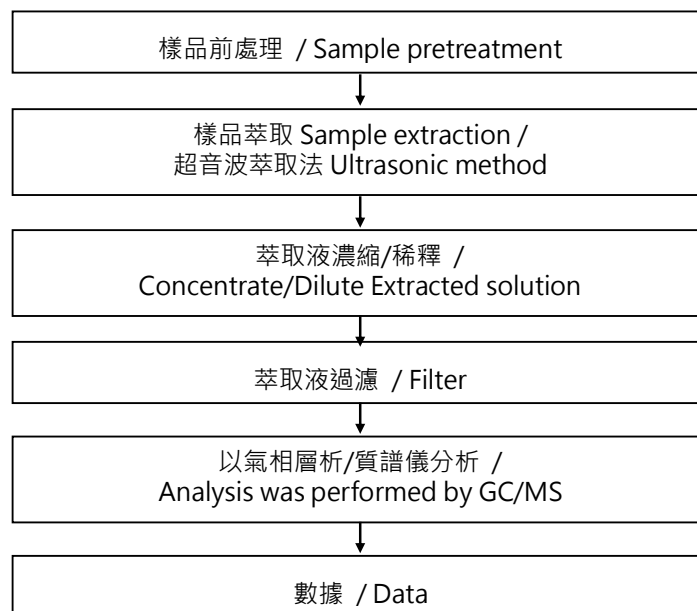 樣品前處理 / Sample pretreatment
樣品萃取 Sample extraction /
超音波萃取法 Ultrasonic method
萃取液濃縮/稀釋 /
Concentrate/Dilute Extracted solution
萃取液過濾 / Filter
以氣相層析/質譜儀分析 /
Analysis was performed by GC/MS
數據 / Data